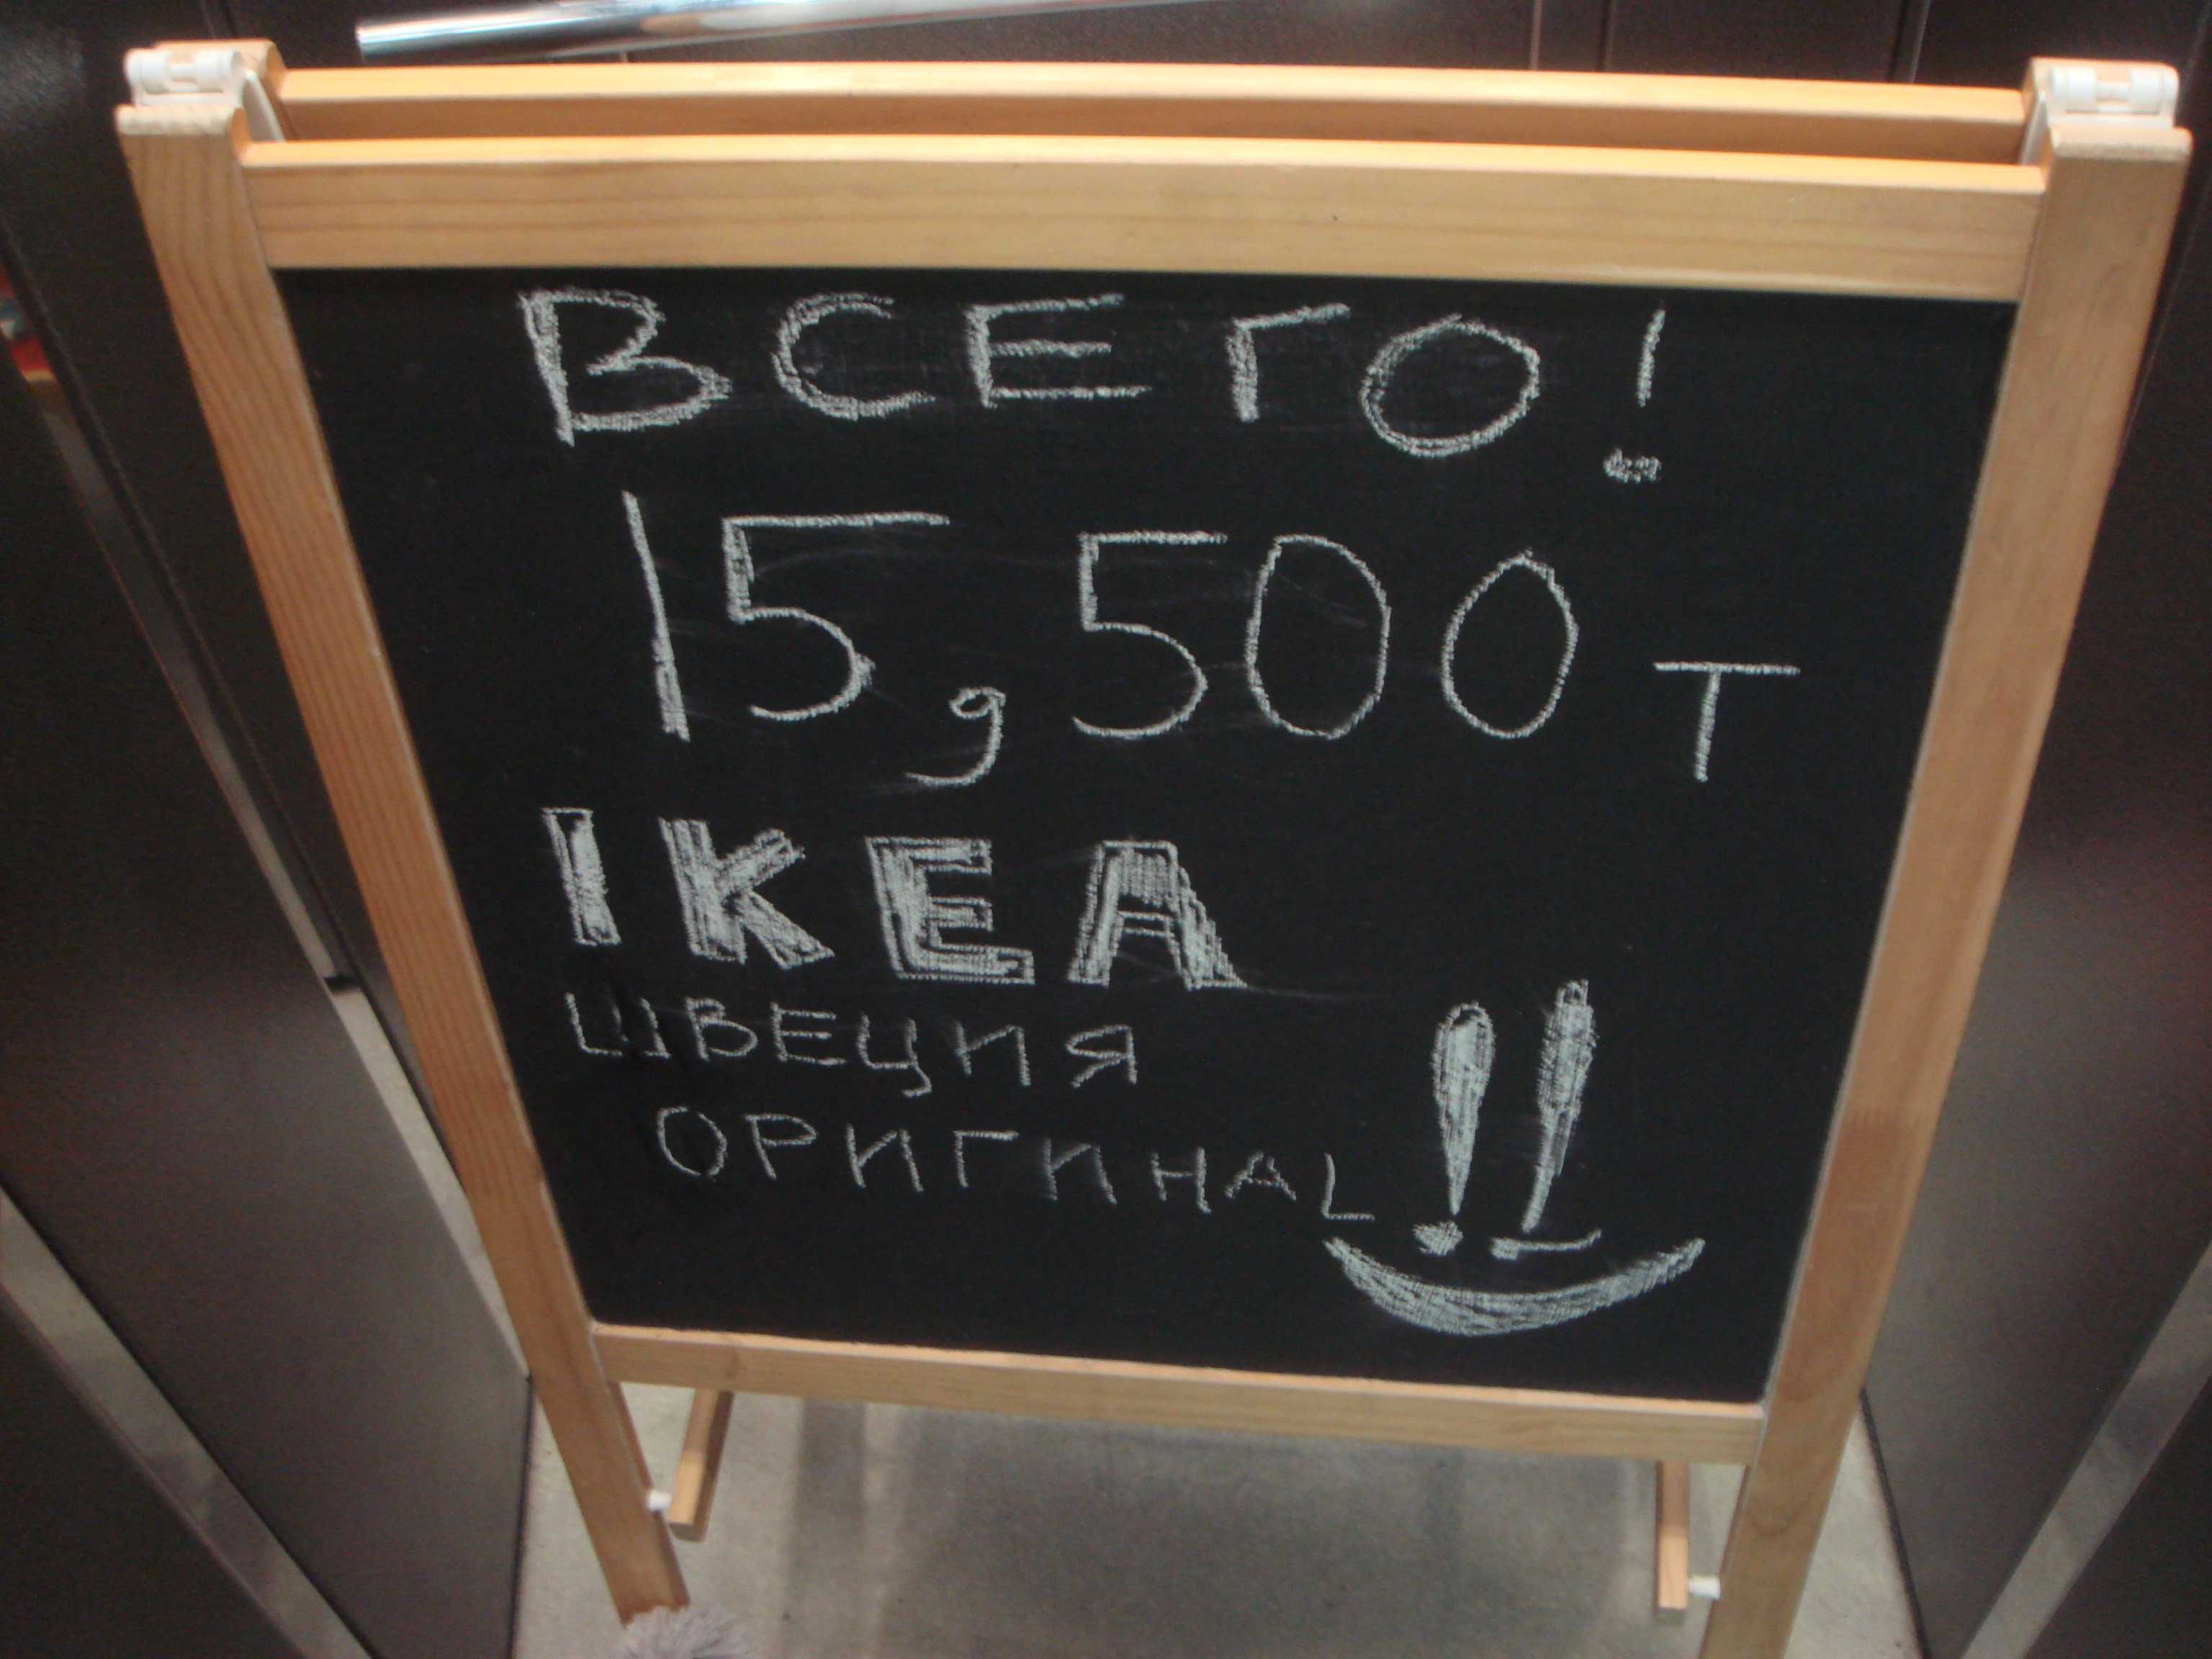 ВСЕГО!
15,500 T
IKEA
ШВЕЦИЯ
ОРИГИНАL!!